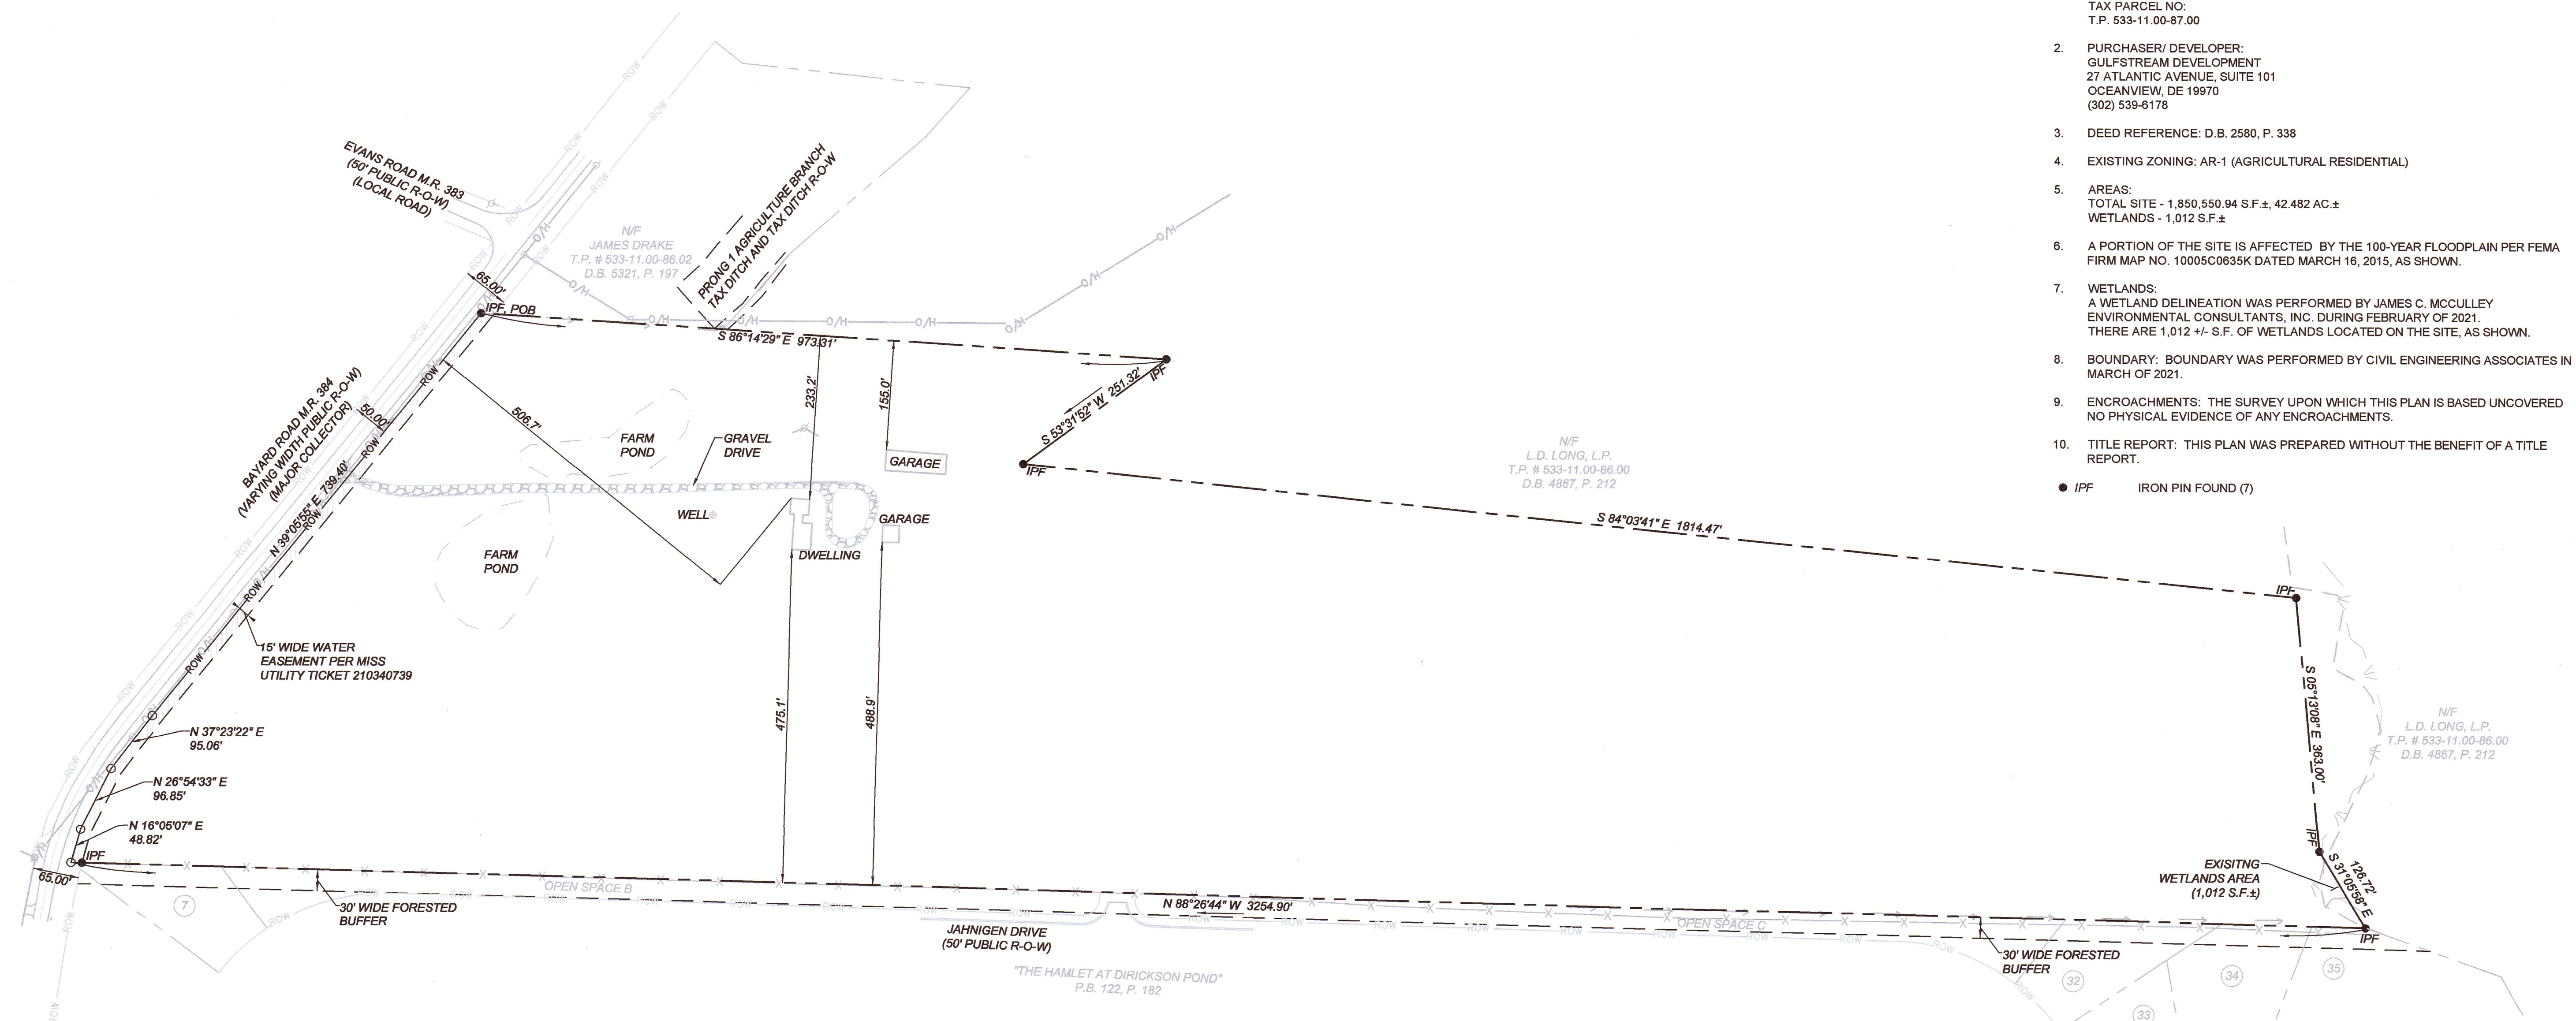 TAX PARCEL NO:
T.P. 533-11.00-87.00
2. PURCHASER/ DEVELOPER:
GULFSTREAM DEVELOPMENT
27 ATLANTIC AVENUE, SUITE 101
OCEANVIEW, DE 19970
(302) 539-6178
3. DEED REFERENCE: D.B. 2580, P. 338
4. EXISTING ZONING: AR-1 (AGRICULTURAL RESIDENTIAL)
5. AREAS:
TOTAL SITE - 1,850,550.94 S.F.±, 42.482 AC.±
WETLANDS - 1,012 S.F.±
6. A PORTION OF THE SITE IS AFFECTED BY THE 100-YEAR FLOODPLAIN PER FEMA
FIRM MAP NO. 10005C0635K DATED MARCH 16, 2015, AS SHOWN.
7. WETLANDS:
A WETLAND DELINEATION WAS PERFORMED BY JAMES C. MCCULLEY
ENVIRONMENTAL CONSULTANTS, INC. DURING FEBRUARY OF 2021.
THERE ARE 1,012 +/- S.F. OF WETLANDS LOCATED ON THE SITE, AS SHOWN.
8. BOUNDARY: BOUNDARY WAS PERFORMED BY CIVIL ENGINEERING ASSOCIATES IN
MARCH OF 2021.
9. ENCROACHMENTS: THE SURVEY UPON WHICH THIS PLAN IS BASED UNCOVERED
NO PHYSICAL EVIDENCE OF ANY ENCROACHMENTS.
10. TITLE REPORT: THIS PLAN WAS PREPARED WITHOUT THE BENEFIT OF A TITLE
REPORT.
IPF IRON PIN FOUND (7)
EVANS ROAD M.R. 383
(50' PUBLIC R-O-W)
(LOCAL ROAD)
N/F
JAMES DRAKE
T.P. # 533-11.00-86.02
D.B. 5321, P. 197
PRONG 1 AGRICULTURE BRANCH
TAX DITCH AND TAX DITCH R-O-W
65.00'
IPF, POB
S 86°14'29" E 973.31'
BAYARD ROAD M.R. 384
(VARYING WIDTH PUBLIC R-O-W)
(MAJOR COLLECTOR)
50.00'
N 39°05'55" E 739.40'
506.7'
233.2'
155.0'
FARM
POND
GRAVEL
DRIVE
GARAGE
IPF
S 53°31'52" W 251.32'
IPF
N/F
L.D. LONG, L.P.
T.P. # 533-11.00-86.00
D.B. 4867, P. 212
S 84°03'41" E 1814.47'
WELL
GARAGE
DWELLING
FARM
POND
IPF
15' WIDE WATER
EASEMENT PER MISS
UTILITY TICKET 210340739
475.1'
488.9'
S 05°13'08" E 363.00'
N/F
L.D. LONG, L.P.
T.P. # 533-11.00-86.00
D.B. 4867, P. 212
N 37°23'22" E
95.06'
N 26°54'33" E
96.85'
N 16°05'07" E
48.82'
IPF
65.00'
IPF
126.72'
S 31°05'58" E
EXISITNG
WETLANDS AREA
(1,012 S.F.±)
IPF
OPEN SPACE B
30' WIDE FORESTED
BUFFER
7
N 88°26'44" W 3254.90'
JAHNIGEN DRIVE
(50' PUBLIC R-O-W)
OPEN SPACE C
30' WIDE FORESTED
BUFFER
"THE HAMLET AT DIRICKSON POND"
P.B. 122, P. 182
32
33
34
35
ROW
ROW
ROW
ROW
ROW
ROW
ROW
ROW
ROW
ROW
O/H
O/H
O/H
O/H
O/H
O/H
O/H
O/H